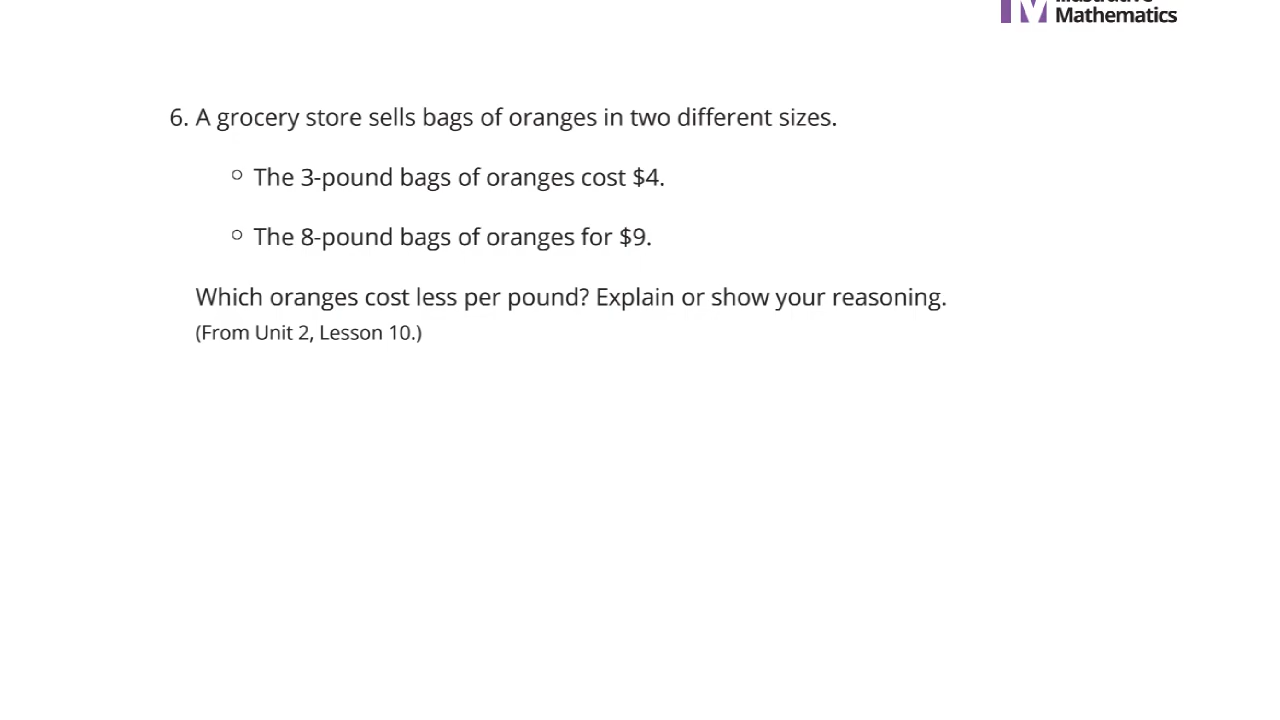 Mathematics
6. A grocery store sells bags of oranges in two different sizes.
○ The 3-pound bags of oranges cost $4.
○ The 8-pound bags of oranges for $9.
Which oranges cost less per pound? Explain or show your reasoning.
(From Unit 2, Lesson 10.)